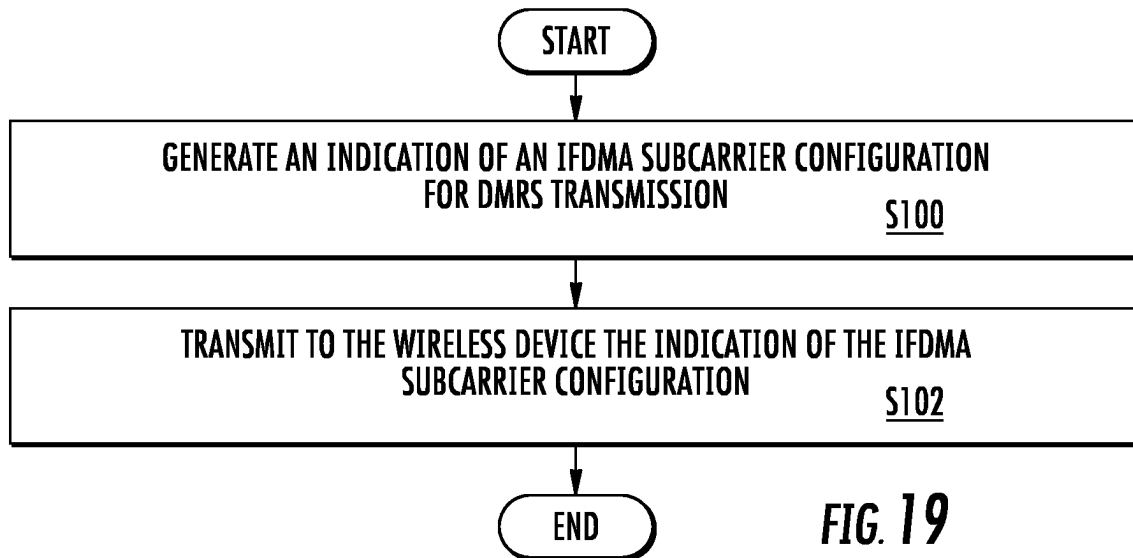 START
GENERATE AN INDICATION OF AN IFDMA SUBCARRIER CONFIGURATION
FOR DMRS TRANSMISSION
S100
TRANSMIT TO THE WIRELESS DEVICE THE INDICATION OF THE IFDMA
SUBCARRIER CONFIGURATION
S102
END
FIG. 19